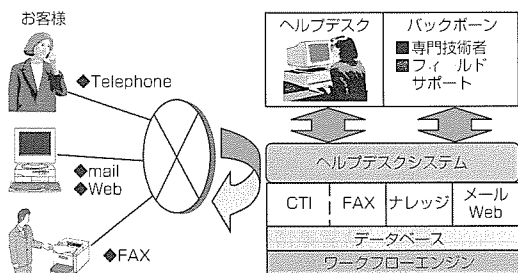 お客様
◆Telephone
◆mail
◆Web
◆FAX
ヘルプデスク
バックボーン
■専門技術者
■フィールド
サポート
ヘルプデスクシステム
CTI
FAX
ナレッジ
メール
Web
データベース
ワークフローエンジン